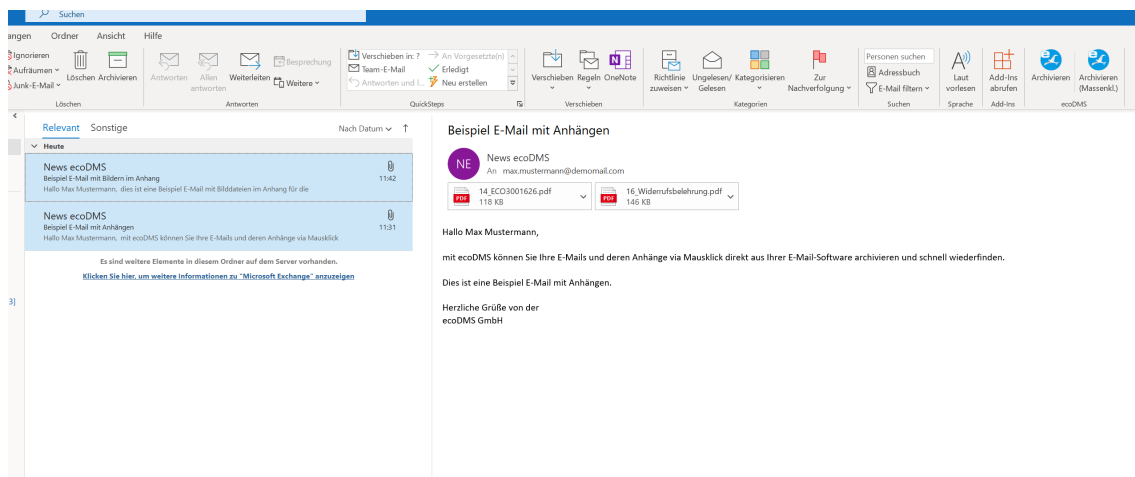 Suchen
angen Ordner Ansicht Hilfe
Ignorieren
Aufräumen
Junk-E-Mail
Löschen Archivieren
Löschen
Antworten
Allen
antworten
Weiterleiten
Besprechung
Weitere
Antworten
Verschieben in: ?
Team-E-Mail
Antworten und l...
An Vorgesetzte(n)
Erledigt
Neu erstellen
QuickSteps
Verschieben Regeln OneNote
Verschieben
Richtlinie
zuweisen
Ungelesen/
Gelesen
Kategorisieren
Zur
Nachverfolgung
Kategorien
Personen suchen
Adressbuch
E-Mail filtern
Suchen
Laut
vorlesen
Sprache
Add-Ins
abrufen
Add-Ins
Archivieren
Archivieren
(Massenkl.)
ecoDMS
3]
Relevant Sonstige Nach Datum
Heute
News ecoDMS
Beispiel E-Mail mit Bildern im Anhang 11:42
Hallo Max Mustermann, dies ist eine Beispiel E-Mail mit Bilddateien im Anhang für die
News ecoDMS
Beispiel E-Mail mit Anhängen 11:31
Hallo Max Mustermann, mit ecoDMS können Sie Ihre E-Mails und deren Anhänge via Mausklick
Es sind weitere Elemente in diesem Ordner auf dem Server vorhanden.
Klicken Sie hier, um weitere Informationen zu "Microsoft Exchange" anzuzeigen
Beispiel E-Mail mit Anhängen
NE
News ecoDMS
An max.mustermann@demomail.com
PDF
14_ECO3001626.pdf
118 KB
PDF
16_Widerrufsbelehrung.pdf
146 KB
Hallo Max Mustermann,
mit ecoDMS können Sie Ihre E-Mails und deren Anhänge via Mausklick direkt aus Ihrer E-Mail-Software archivieren und schnell wiederfinden.
Dies ist eine Beispiel E-Mail mit Anhängen.
Herzliche Grüße von der
ecoDMS GmbH